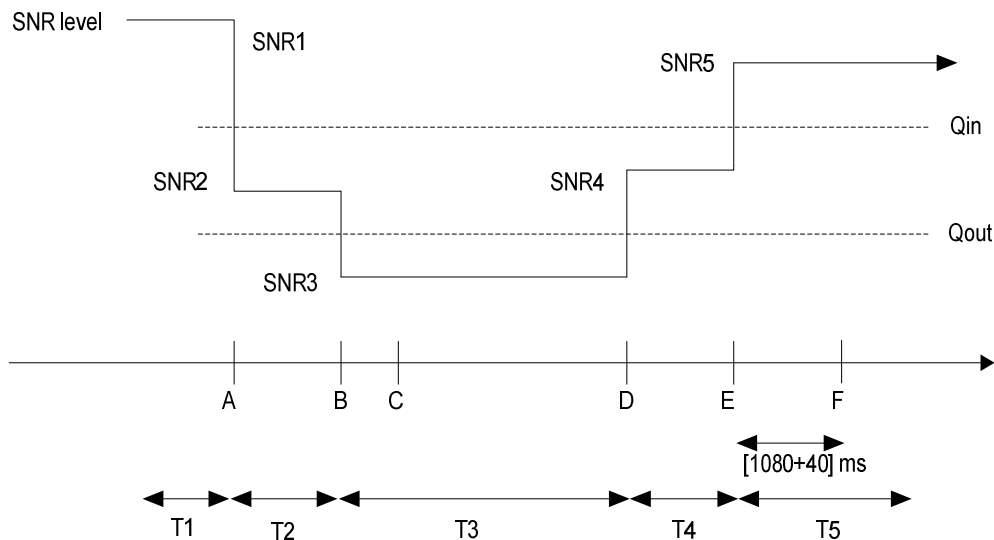 SNR level
SNR1
SNR5
Qin
SNR2
SNR4
Qout
SNR3
A B C D E F
[1080+40] ms
T1 T2 T3 T4 T5